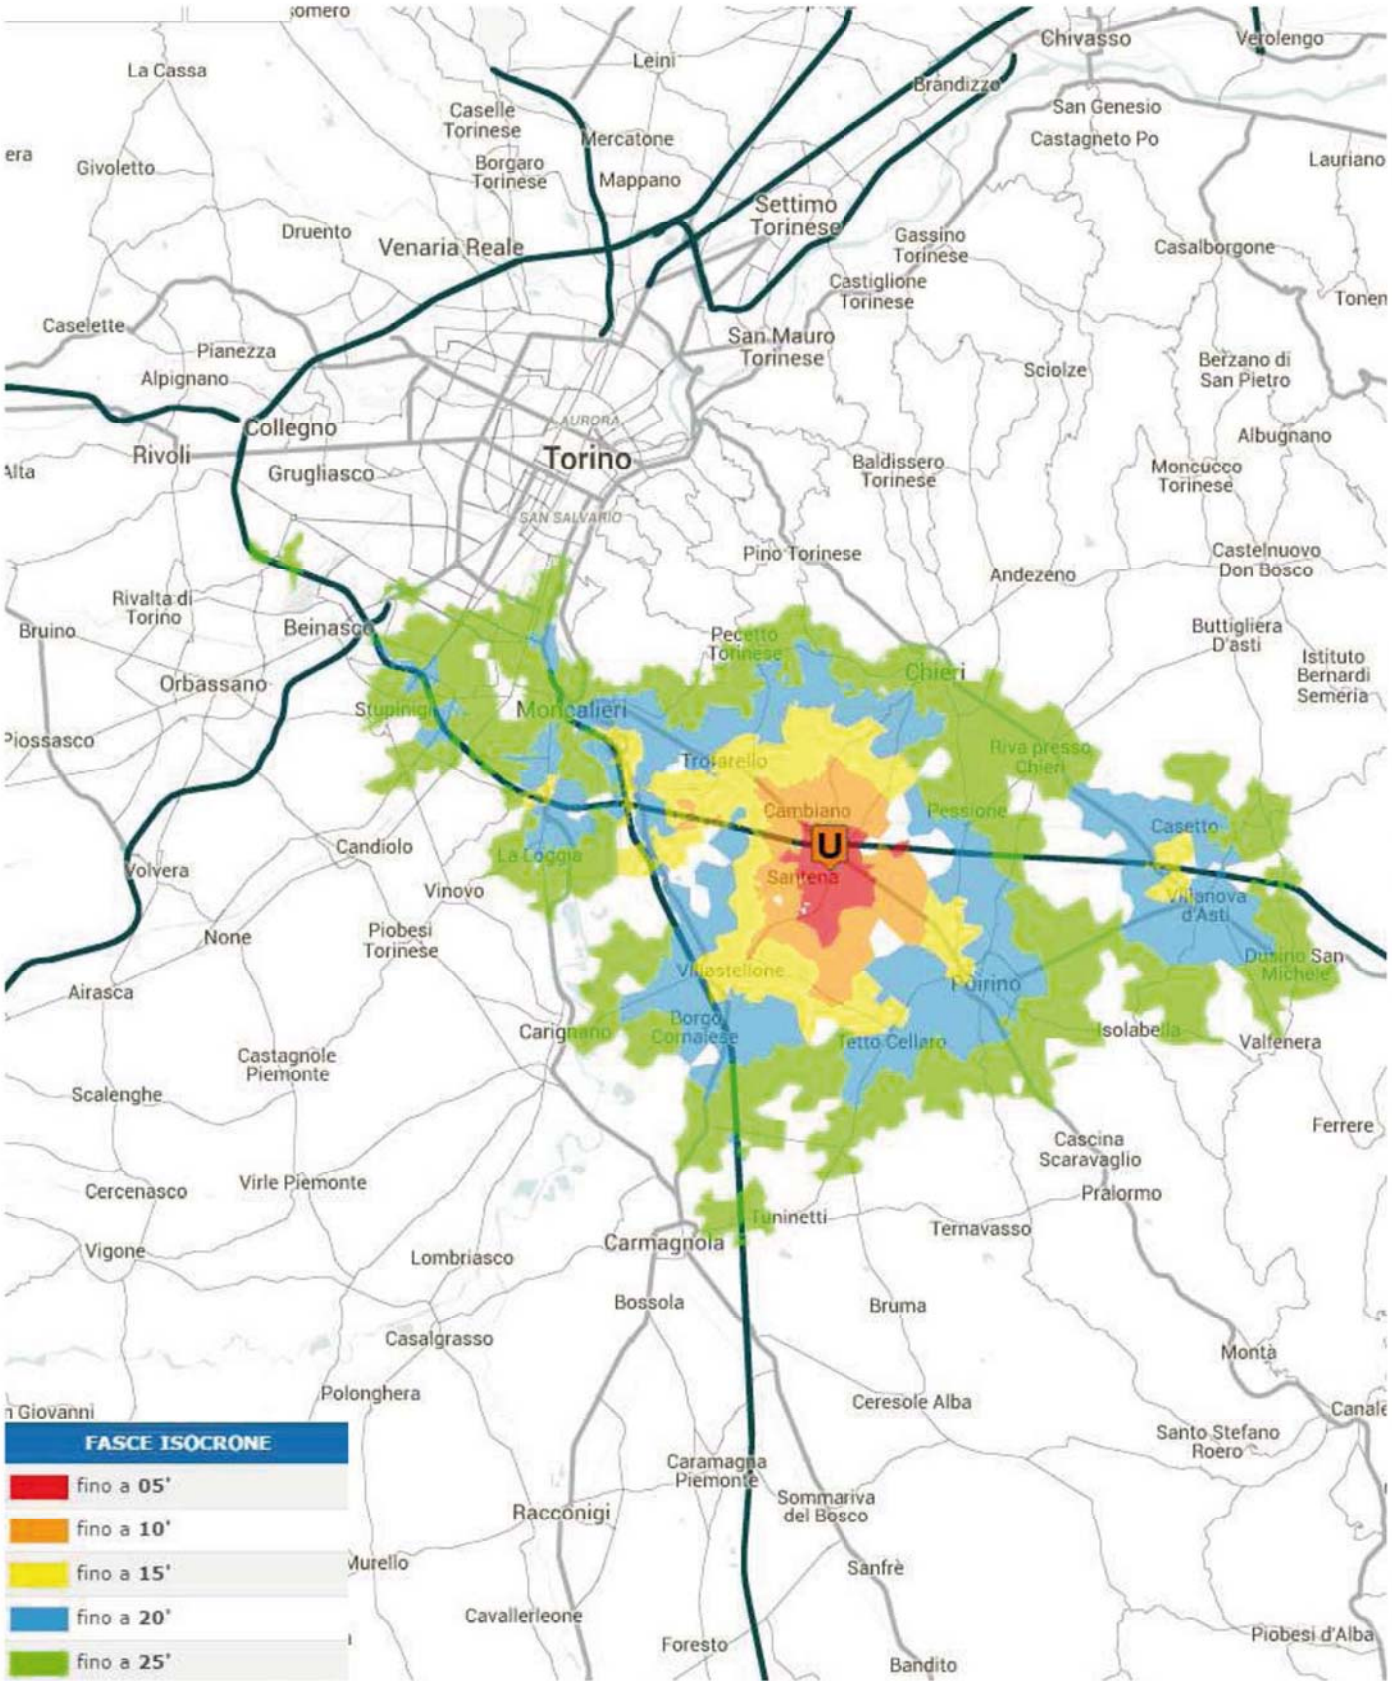 Chivasso
Verolengo
Leinì
La Cassa
Brandizzo
Caselle
Torinese
San Genesio
Mercatone
Castagneto Po
era
Givoletto
Borgaro
Torinese
Mappano
Lauriano
Settimo
Torinese
Druento
Venaria Reale
Gassino
Torinese
Casalborgone
Castiglione
Torinese
Caselette
San Mauro
Torinese
Pianezza
Alpignano
Sciolze
Berzano di
San Pietro
AURORA
Collegno
Albugnano
Rivoli
Torino
Alta
Grugliasco
Baldissero
Torinese
Moncucco
Torinese
SAN SALVARIO
Pino Torinese
Castelnuovo
Don Bosco
Andezeno
Rivalta di
Torino
Bruino
Beinasco
Pecetto
Torinese
Buttigliera
D'asti
Istituto
Bernardi
Semeria
Chieri
Orbassano
Stupinigi
Moncalieri
Piossasco
Riva presso
Chieri
Trofarello
Cambiano
Pessione
Casetto
U
Candiolo
La Loggia
Volvera
Santena
Vinovo
Villanova
d'Asti
None
Piobesi
Torinese
Dusino San
Michele
Villastellone
Poirino
Airasca
Borgo
Cornalese
Carignano
Tetto Cellaro
Isolabella
Valfenera
Castagnole
Piemonte
Scalenghe
Ferrere
Cascina
Scaravaglio
Cercenasco
Virle Piemonte
Pralormo
Tuninetti
Ternavasso
Vigone
Carmagnola
Lombriasco
Bossola
Bruma
Casalgrasso
Montà
Polonghera
Ceresole Alba
Giovanni
Canale
FASCE ISOCRONE
Santo Stefano
Roero
fino a 05'
Caramagna
Piemonte
Sommariva
del Bosco
Racconigi
fino a 10'
fino a 15'
Murello
Sanfrè
fino a 20'
Cavallerleone
Foresto
Piobesi d'Alba
fino a 25'
Bandito